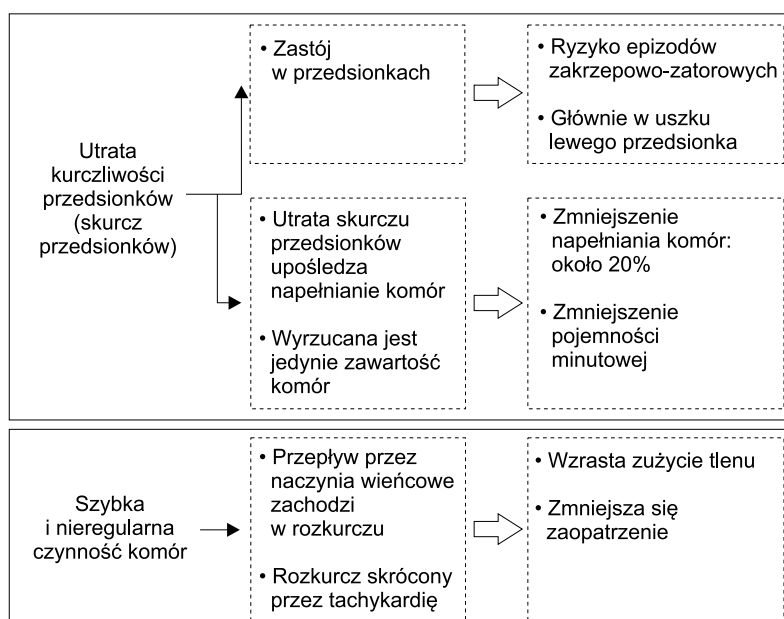 Utrata
kurczliwości
przedsionków
(skurcz
przedsionków)
• Zastój
w przedsionkach
• Ryzyko epizodów
zakrzepowo-zatorowych
• Głównie w uszku
lewego przedsionka
• Utrata skurczu
przedsionków
upośledza
napełnianie komór
• Wyrzucana jest
jedynie zawartość
komór
• Zmniejszenie
napełniania komór:
około 20%
• Zmniejszenie
pojemności
minutowej
Szybka
i nieregularna
czynność komór
• Przepływ przez
naczynia wieńcowe
zachodzi
w rozkurczu
• Rozkurcz skrócony
przez tachykardię
• Wzrasta zużycie tlenu
• Zmniejsza się
zaopatrzenie